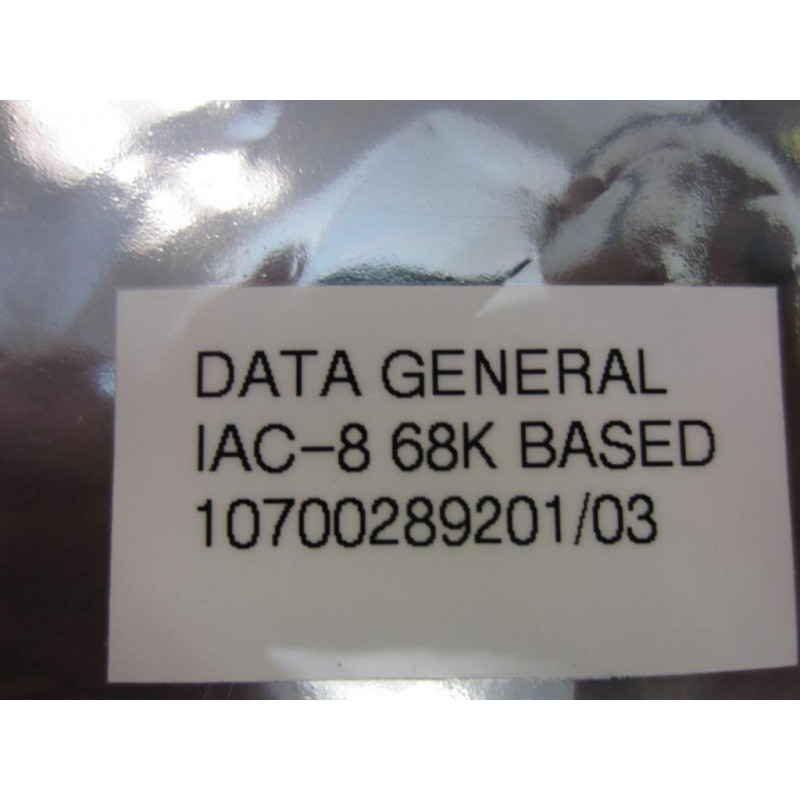 DATA GENERAL
IAC-8 68K BASED
10700289201/03